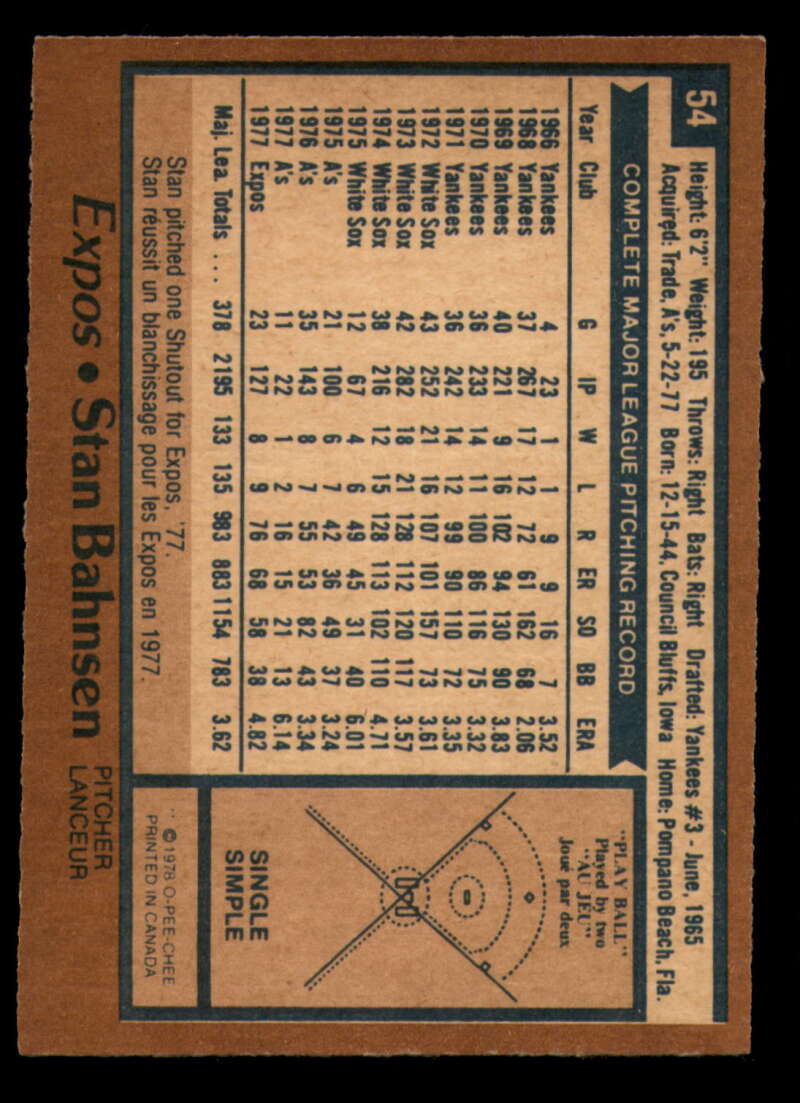 54
Height: 6'2" Weight: 195 Throws: Right Bats: Right Drafted: Yankees #3 - June, 1965
Acquired: Trade, A's, 5-22-77 Born: 12-15-44, Council Bluffs, Iowa Home: Pompano Beach, Fla.
COMPLETE MAJOR LEAGUE PITCHING RECORD
Year Club G IP W L R ER SO BB ERA
1966 Yankees 4 23 1 1 9 9 16 7 3.52
1968 Yankees 37 267 17 12 72 61 162 68 2.06
1969 Yankees 40 221 9 16 102 94 130 90 3.83
1970 Yankees 36 233 14 11 100 86 116 75 3.32
1971 Yankees 36 242 14 12 99 90 110 72 3.35
1972 White Sox 43 252 21 16 107 101 157 73 3.61
1973 White Sox 42 282 18 21 128 112 120 117 3.57
1974 White Sox 38 216 12 15 128 113 102 110 4.71
1975 White Sox 12 67 4 6 49 45 31 40 6.01
1975 A's 21 100 6 7 42 36 49 37 3.24
1976 A's 35 143 8 7 55 53 82 43 3.34
1977 A's 11 22 1 2 16 15 21 13 6.14
1977 Expos 23 127 8 9 76 68 58 38 4.82
Maj. Lea. Totals ... 378 2195 133 135 983 883 1154 783 3.62
Stan pitched one Shutout for Expos, '77.
Stan réussit un blanchissage pour les Expos en 1977.
"PLAY BALL"
Played by two
"AU JEU"
Joué par deux
SINGLE
SIMPLE
© 1978 O-PEE-CHEE
PRINTED IN CANADA
Expos • Stan Bahnsen PITCHER
LANCEUR